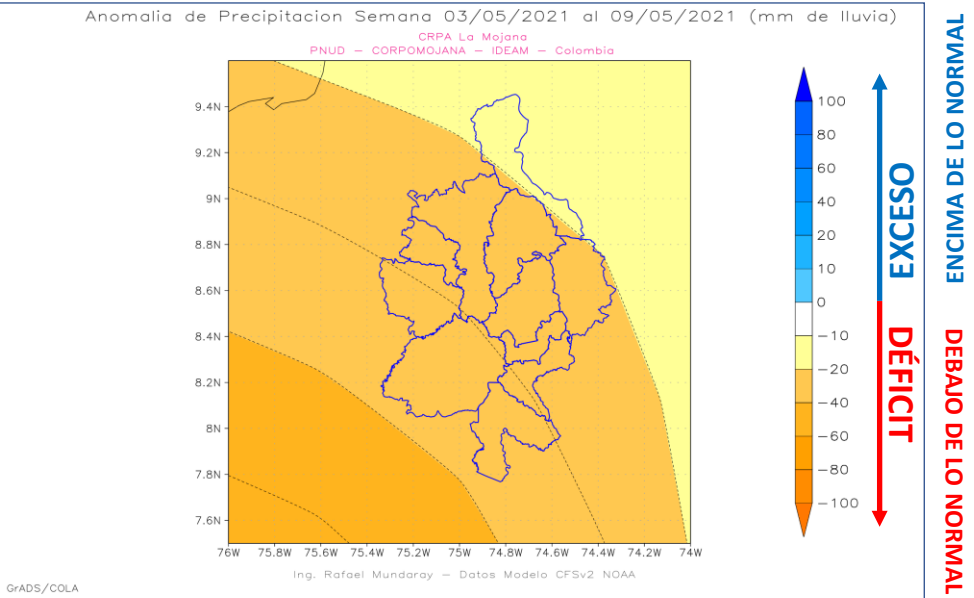 Anomalia de Precipitacion Semana 03/05/2021 al 09/05/2021 (mm de lluvia)
CRPA La Mojana
PNUD – CORPOMOJANA – IDEAM – Colombia
9.4N
9.2N
9N
8.8N
8.6N
8.4N
8.2N
8N
7.8N
7.6N
76W 75.8W 75.6W 75.4W 75.2W 75W 74.8W 74.6W 74.4W 74.2W 74W
Ing. Rafael Mundaray – Datos Modelo CFSv2 NOAA
GrADS/COLA
100
80
60
40
20
10
0
−10
−20
−40
−60
−80
−100
EXCESO
DÉFICIT
ENCIMA DE LO NORMAL
DEBAJO DE LO NORMAL